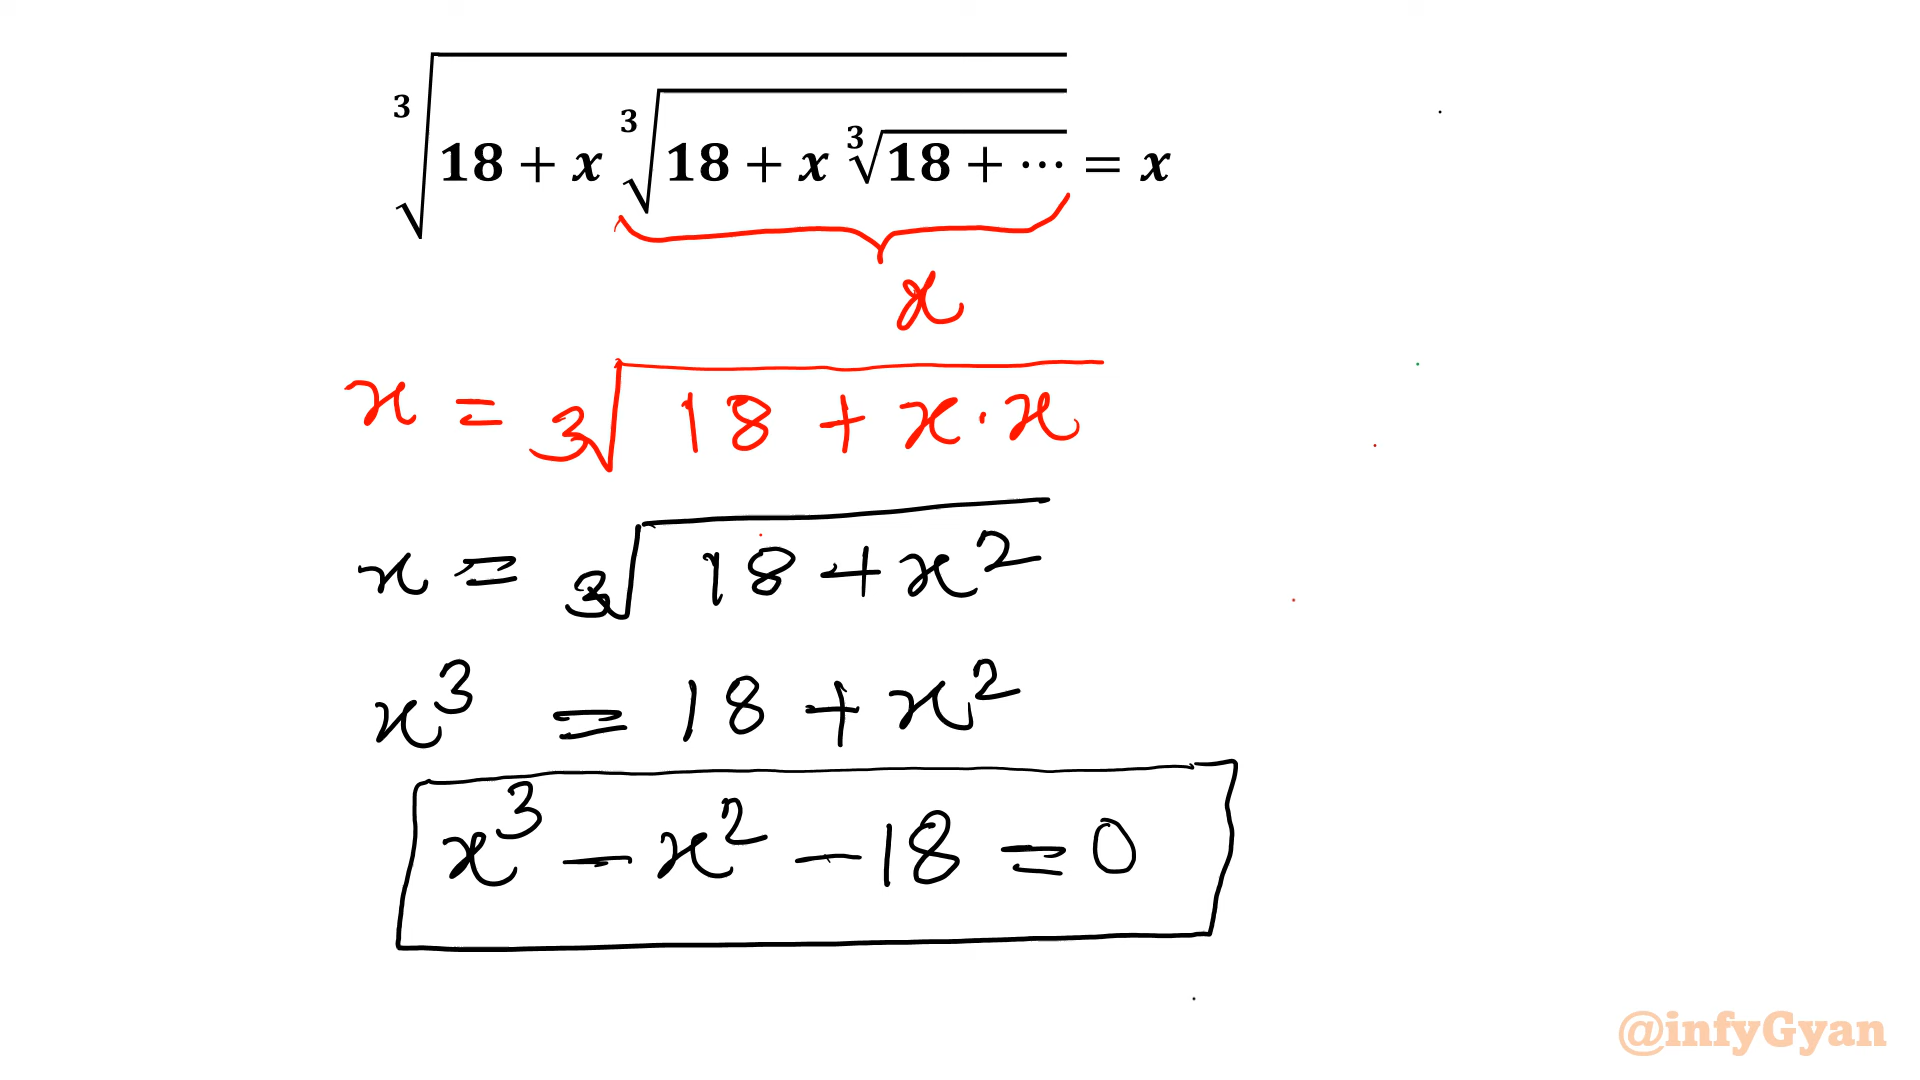 ∛(18 + x ∛(18 + x ∛(18 + ⋯))) = x
x
x = ∛(18 + x · x)
x = ∛(18 + x²)
x³ = 18 + x²
x³ − x² − 18 = 0
@infyGyan